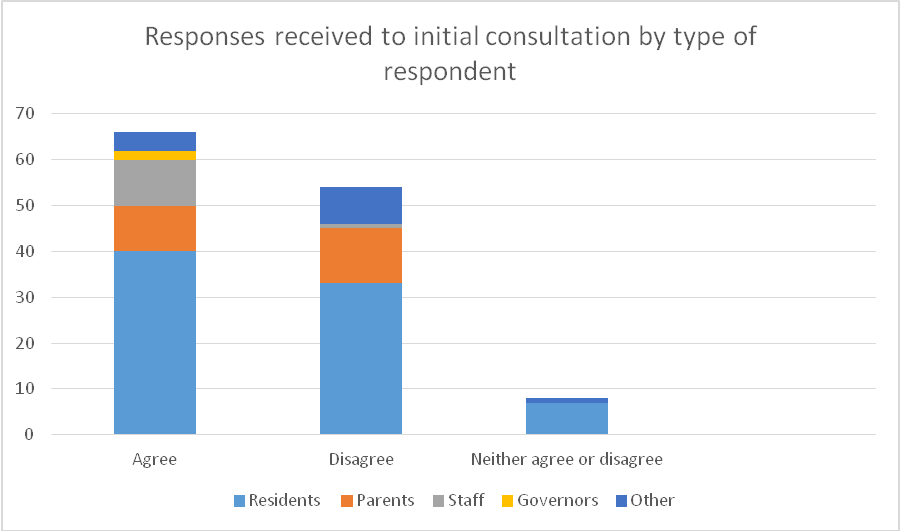 Responses received to initial consultation by type of
respondent
70
60
50
40
30
20
10
0
Agree Disagree Neither agree or disagree
Residents Parents Staff Governors Other